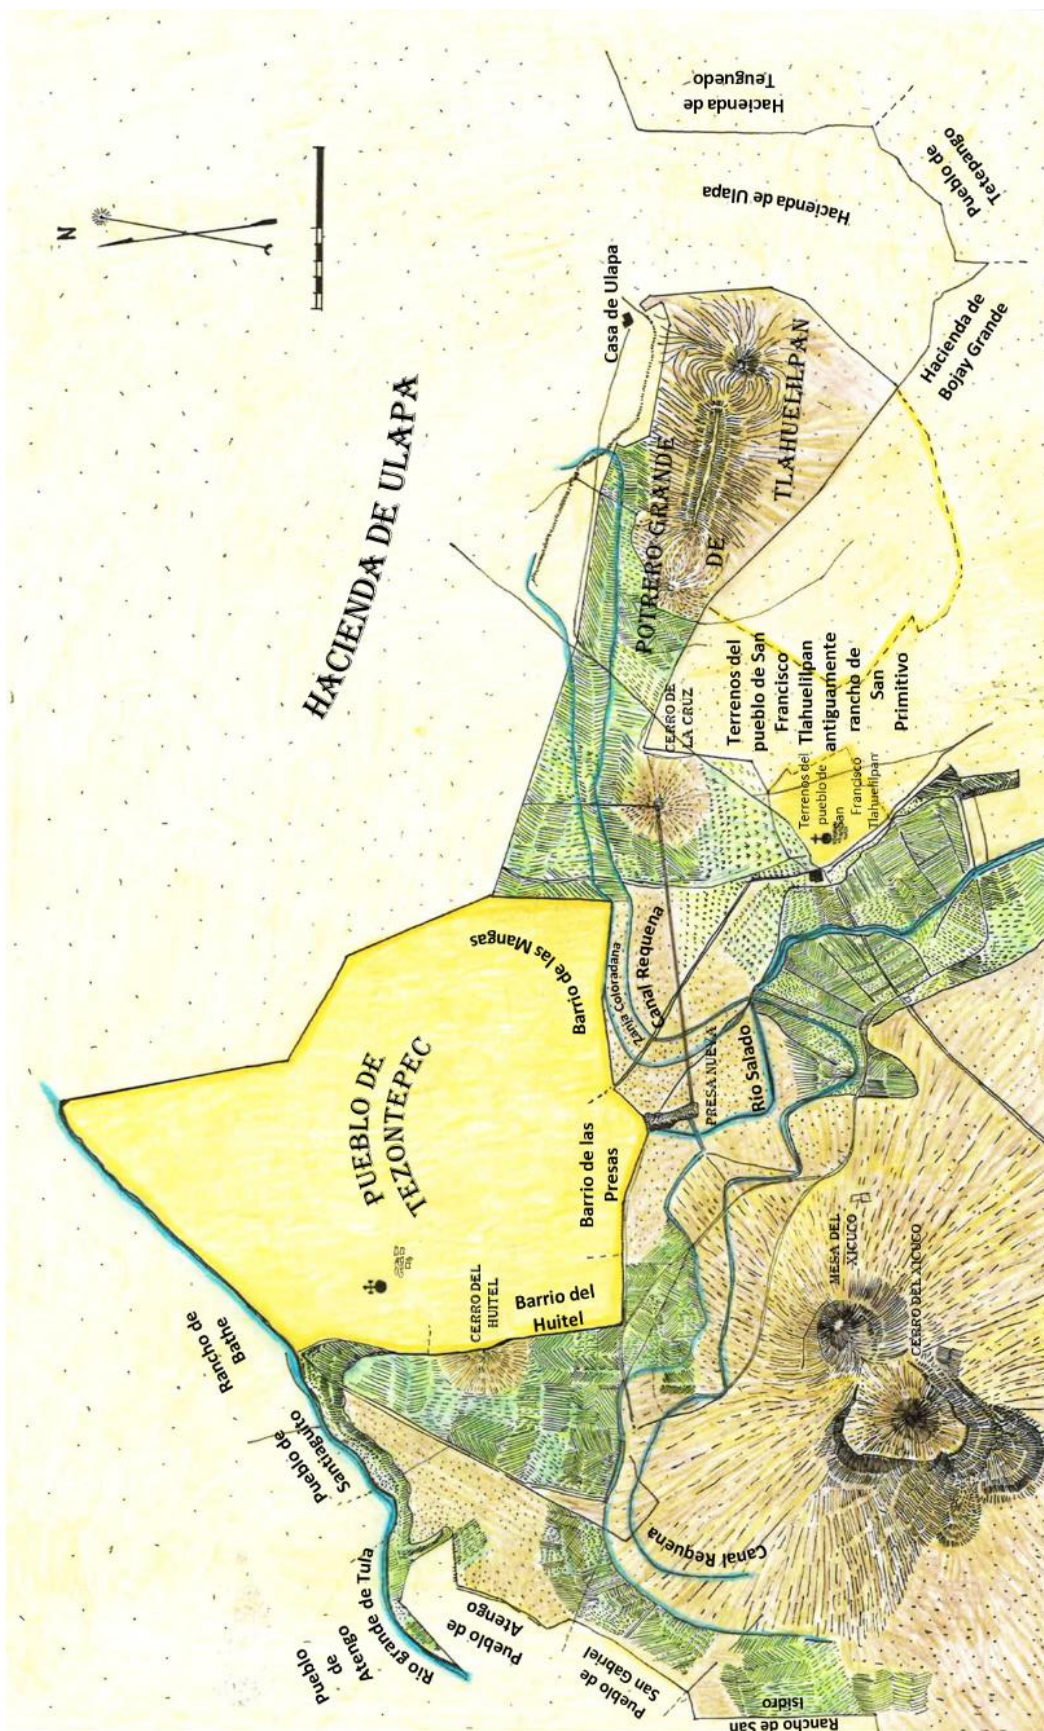 N
Hacienda de
Teuguedo
Pueblo de
Tetepango
Hacienda de Ulapa
Casa de Ulapa
Hacienda de
Bojay Grande
HACIENDA DE ULAPA
POTRERO GRANDE
DE
TLAHUELILPAN
CERRO DE
LA CRUZ
Terrenos del
pueblo de San
Francisco
Tlahuelilpan
antiguamente
rancho de
San
Primitivo
Terrenos del
pueblo de
San
Francisco
Tlahuelilpan
Barrio de las Mangas
Zanja Coloradana
Canal Requena
PUEBLO DE
TEZONTEPEC
Barrio de las
Presas
PRESA NUEVA
Rio Salado
CERRO DEL
HUITEL
Barrio del
Huitel
MESA DEL
XICUCO
CERRO DEL XICUCO
Rancho de
Bathe
Pueblo de
Santiaguito
Rio grande de Tula
Pueblo
de
Atengo
Pueblo de
Atengo
Pueblo de
San Gabriel
Canal Requena
Rancho de San
Isidro